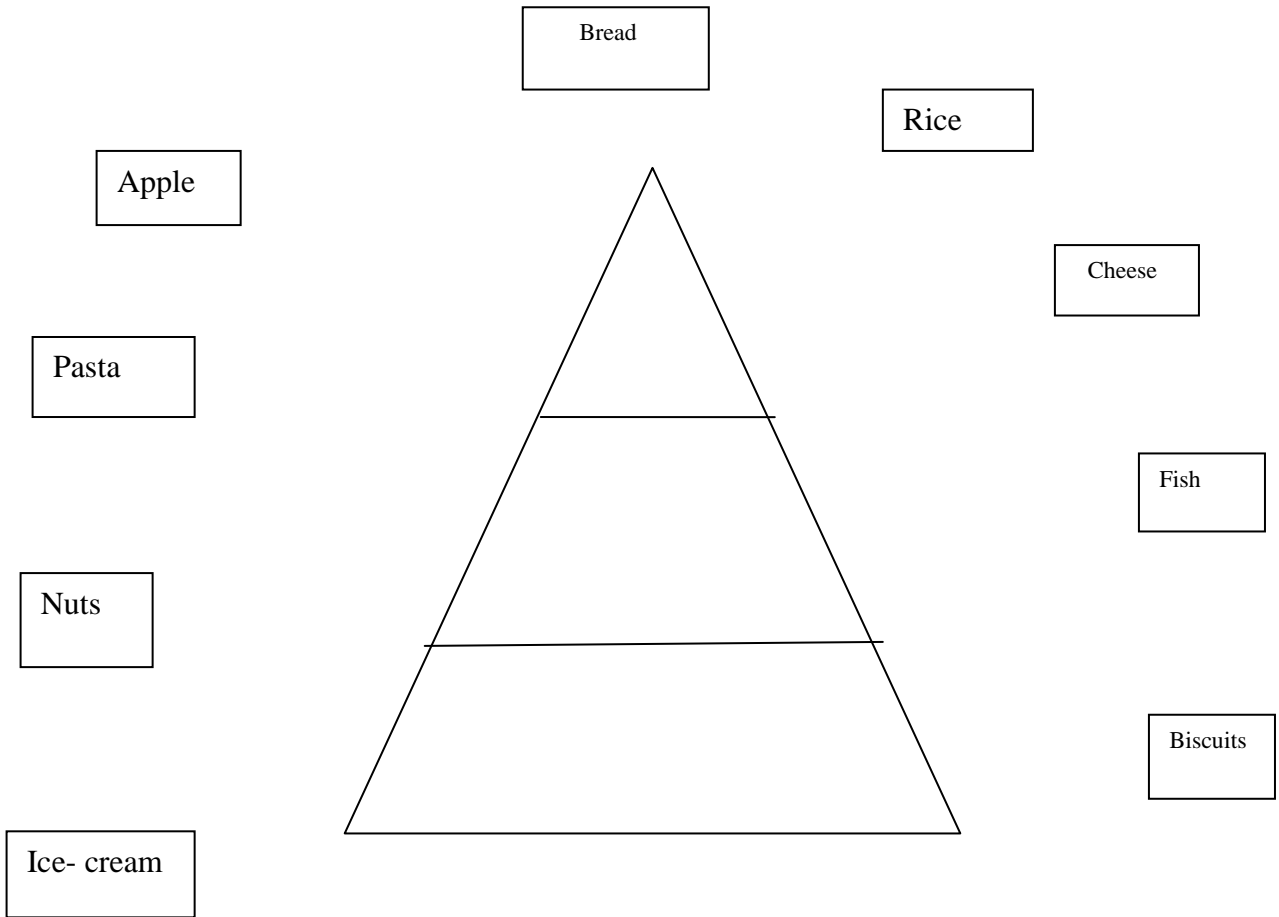 Bread
Rice
Apple
Cheese
Pasta
Fish
Nuts
Biscuits
Ice- cream